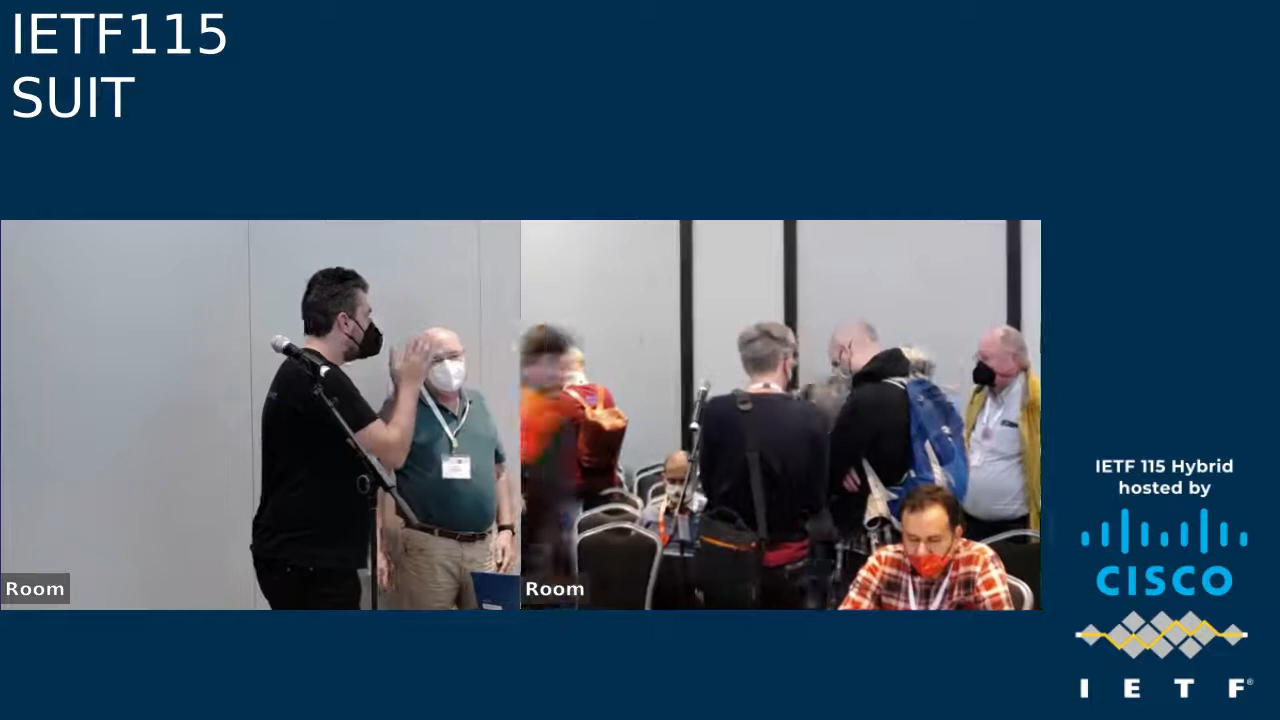 IETF115
SUIT
Room
Room
IETF 115 Hybrid
hosted by
CISCO
I E T F®